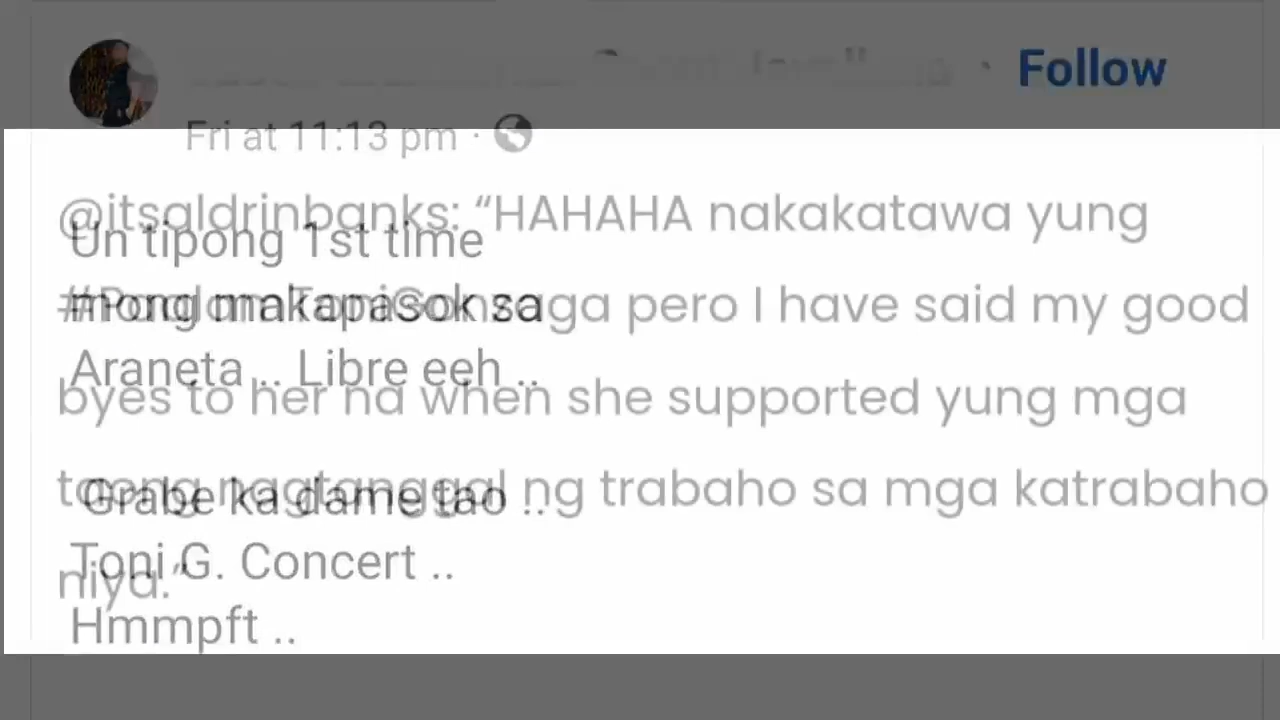 Follow
Fri at 11:13 pm ·
@itsaldrinbanks: “HAHAHA nakakatawa yung
pero I have said my good
byes to her na when she supported yung mga
taong nagtanggal ng trabaho sa mga katrabaho
niya.”
Un tipong 1st time
mong makapasok sa
Araneta .. Libre eeh ..
Grabe ka dame tao ..
Toni G. Concert ..
Hmmpft ..